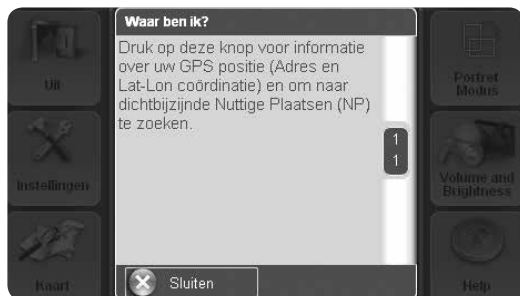 Waar ben ik?
Druk op deze knop voor informatie
over uw GPS positie (Adres en
Lat-Lon coördinatie) en om naar
dichtbijzijnde Nuttige Plaatsen (NP)
te zoeken.
1
1
Sluiten
Uit
Instellingen
Kaart
Portret
Modus
Volume and
Brightness
Help